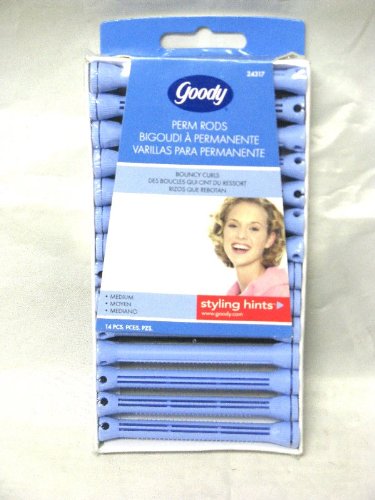 Goody
24317
PERM RODS
BIGOUDI À PERMANENTE
VARILLAS PARA PERMANENTE
BOUNCY CURLS
DES BOUCLES QUI ONT DU RESSORT
RIZOS QUE REBOTAN
• MEDIUM
• MOYEN
• MEDIANO
styling hints
www.goody.com
14 PCS. PCES. PZS.